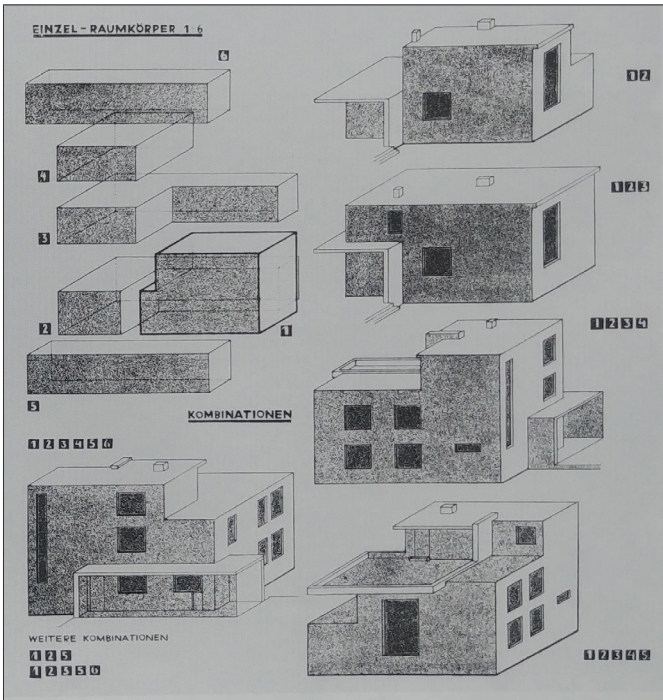 EINZEL-RAUMKÖRPER 1-6
6
4
3
2
1
5
1 2
1 2 3
1 2 3 4
KOMBINATIONEN
1 2 3 4 5 6
WEITERE KOMBINATIONEN
1 2 5
1 2 3 5 6
1 2 3 4 5